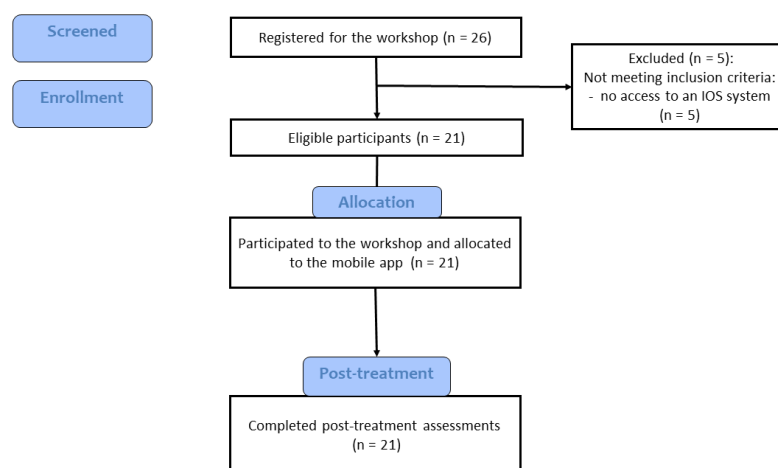 Screened
Registered for the workshop (n = 26)
Excluded (n = 5):
Not meeting inclusion criteria:
- no access to an IOS system
(n = 5)
Enrollment
Eligible participants (n = 21)
Allocation
Participated to the workshop and allocated
to the mobile app (n = 21)
Post-treatment
Completed post-treatment assessments
(n = 21)